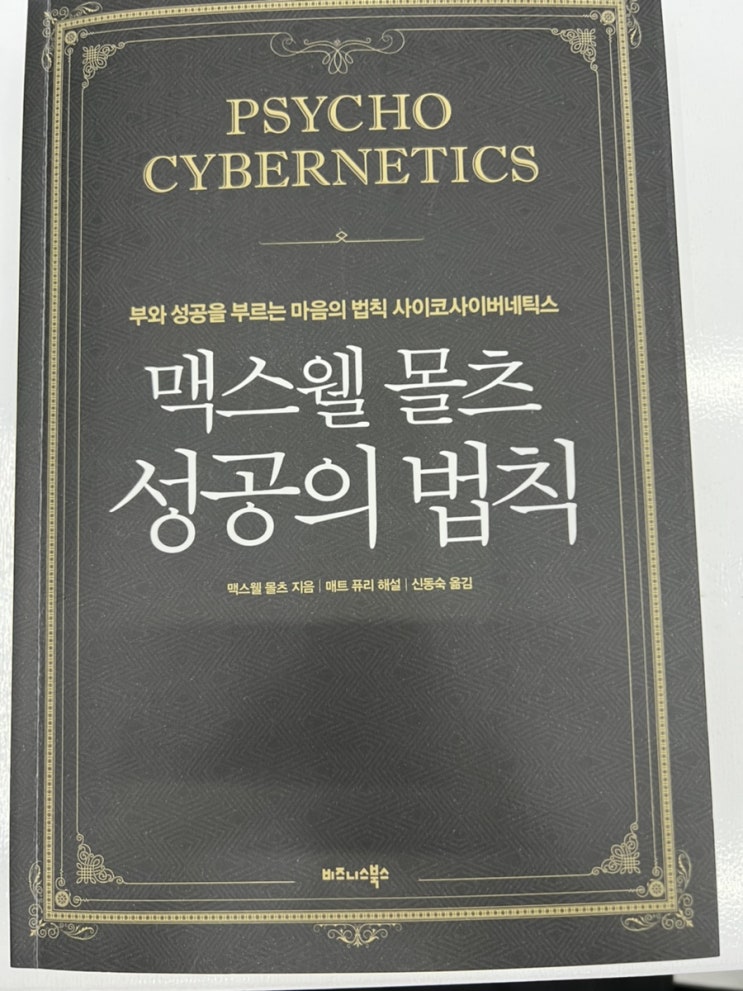 PSYCHO
CYBERNETICS
부와 성공을 부르는 마음의 법칙 사이코사이버네틱스
맥스웰 몰츠
성공의 법칙
맥스웰 몰츠 지음 | 매트 퓨리 해설 | 신동숙 옮김
비즈니스북스